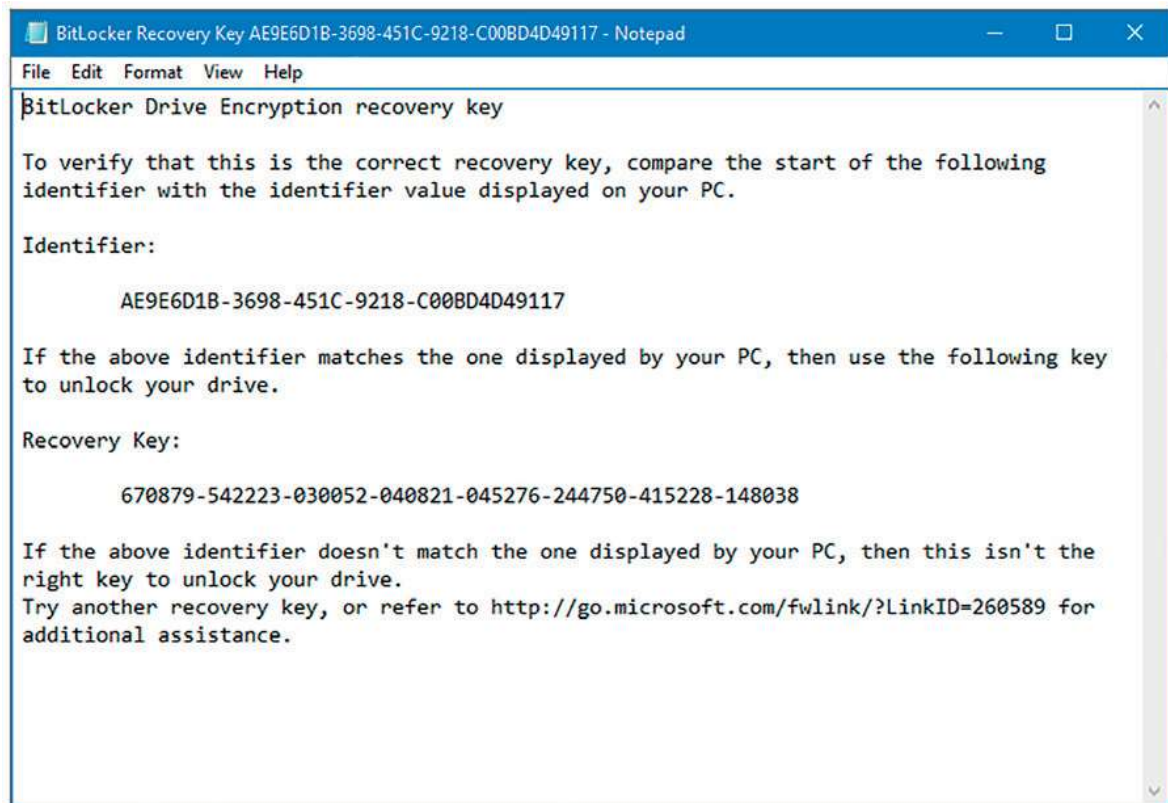 BitLocker Recovery Key AE9E6D1B-3698-451C-9218-C00BD4D49117 - Notepad
File Edit Format View Help
BitLocker Drive Encryption recovery key
To verify that this is the correct recovery key, compare the start of the following
identifier with the identifier value displayed on your PC.
Identifier:
AE9E6D1B-3698-451C-9218-C00BD4D49117
If the above identifier matches the one displayed by your PC, then use the following key
to unlock your drive.
Recovery Key:
670879-542223-030052-040821-045276-244750-415228-148038
If the above identifier doesn't match the one displayed by your PC, then this isn't the
right key to unlock your drive.
Try another recovery key, or refer to http://go.microsoft.com/fwlink/?LinkID=260589 for
additional assistance.